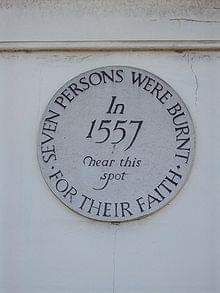 · SEVEN PERSONS WERE BURNT ·
In
1557
near this
spot
FOR THEIR FAITH